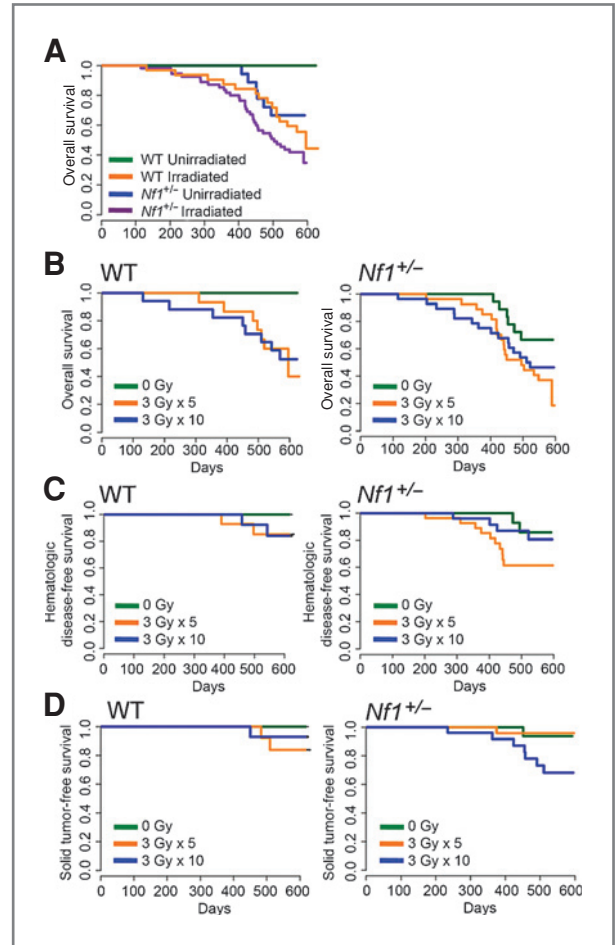 A
Overall survival
1.0
0.8
0.6
0.4
0.2
0.0
WT Unirradiated
WT Irradiated
Nf1+/– Unirradiated
Nf1+/– Irradiated
0 100 200 300 400 500 600
B
WT
Overall survival
1.0
0.8
0.6
0.4
0.2
0.0
0 Gy
3 Gy x 5
3 Gy x 10
0 100 200 300 400 500 600
Days
Nf1+/–
Overall survival
1.0
0.8
0.6
0.4
0.2
0.0
0 Gy
3 Gy x 5
3 Gy x 10
0 100 200 300 400 500 600
Days
C
WT
Hematologic
disease-free survival
1.0
0.8
0.6
0.4
0.2
0.0
0 Gy
3 Gy x 5
3 Gy x 10
0 100 200 300 400 500 600
Days
Nf1+/–
Hematologic
disease-free survival
1.0
0.8
0.6
0.4
0.2
0.0
0 Gy
3 Gy x 5
3 Gy x 10
0 100 200 300 400 500 600
Days
D
WT
Solid tumor-free survival
1.0
0.8
0.6
0.4
0.2
0.0
0 Gy
3 Gy x 5
3 Gy x 10
0 100 200 300 400 500 600
Days
Nf1+/–
Solid tumor-free survival
1.0
0.8
0.6
0.4
0.2
0.0
0 Gy
3 Gy x 5
3 Gy x 10
0 100 200 300 400 500 600
Days